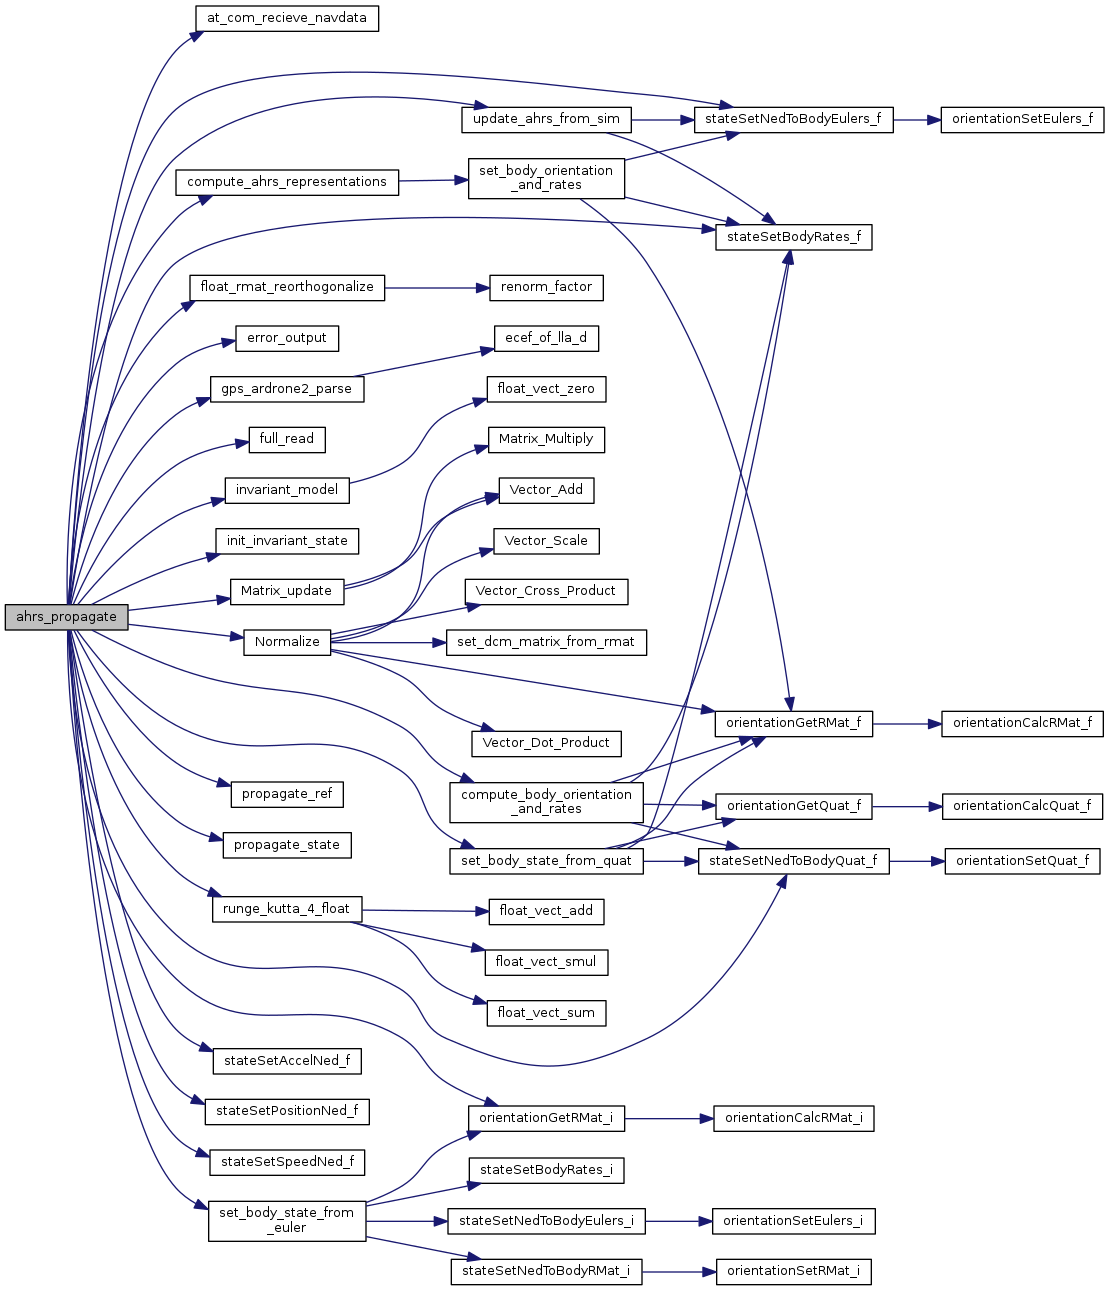 at_com_recieve_navdata
update_ahrs_from_sim
stateSetNedToBodyEulers_f
orientationSetEulers_f
compute_ahrs_representations
set_body_orientation
_and_rates
stateSetBodyRates_f
float_rmat_reorthogonalize
renorm_factor
error_output
ecef_of_lla_d
gps_ardrone2_parse
float_vect_zero
full_read
Matrix_Multiply
invariant_model
Vector_Add
init_invariant_state
Vector_Scale
Matrix_update
Vector_Cross_Product
ahrs_propagate
Normalize
set_dcm_matrix_from_rmat
orientationGetRMat_f
orientationCalcRMat_f
Vector_Dot_Product
propagate_ref
compute_body_orientation
_and_rates
orientationGetQuat_f
orientationCalcQuat_f
propagate_state
set_body_state_from_quat
stateSetNedToBodyQuat_f
orientationSetQuat_f
runge_kutta_4_float
float_vect_add
float_vect_smul
float_vect_sum
stateSetAccelNed_f
stateSetPositionNed_f
orientationGetRMat_i
orientationCalcRMat_i
stateSetSpeedNed_f
stateSetBodyRates_i
set_body_state_from
_euler
stateSetNedToBodyEulers_i
orientationSetEulers_i
stateSetNedToBodyRMat_i
orientationSetRMat_i